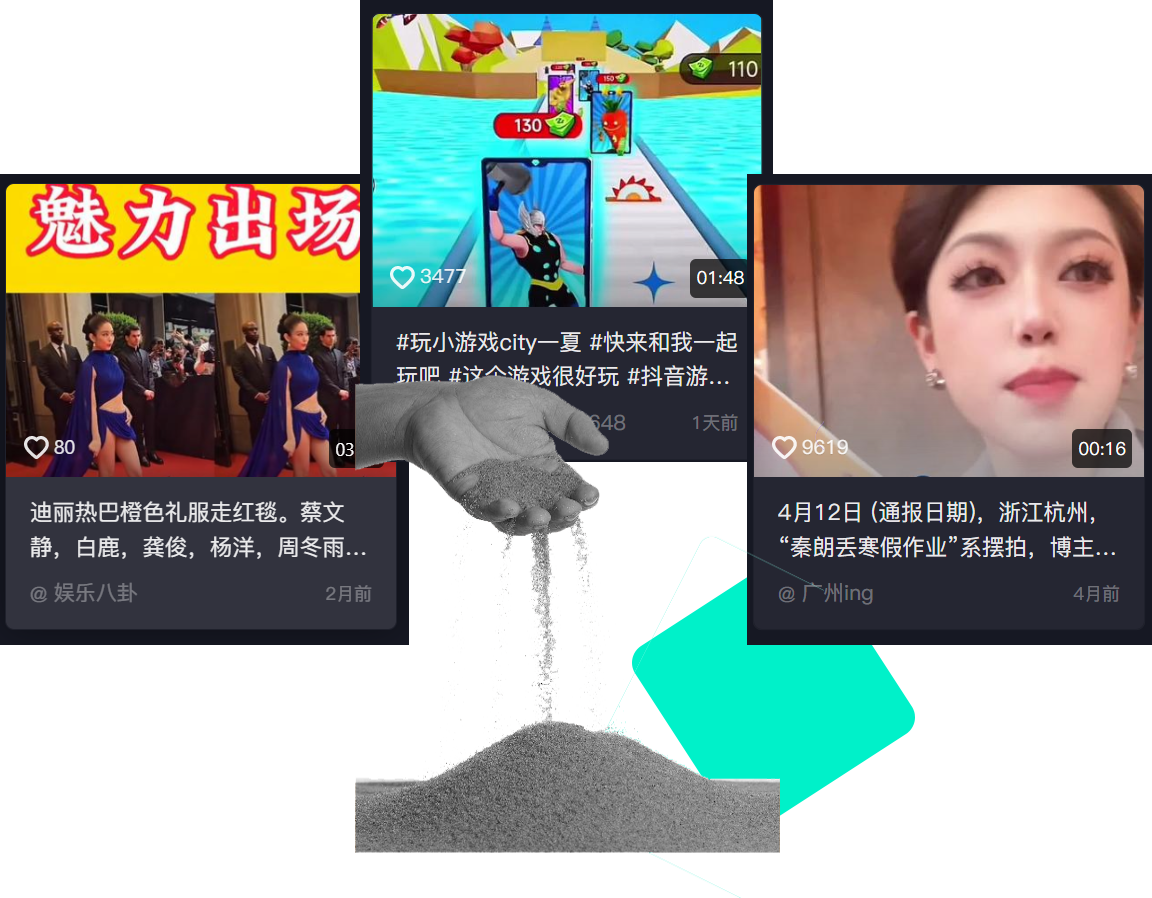 110
150
130
3477
01:48
#玩小游戏city一夏 #快来和我一起
玩吧 #这个游戏很好玩 #抖音游...
648
1天前
魅力出场
80
03
迪丽热巴橙色礼服走红毯。蔡文
静，白鹿，龚俊，杨洋，周冬雨...
@ 娱乐八卦
2月前
9619
00:16
4月12日 (通报日期)，浙江杭州，
“秦朗丢寒假作业”系摆拍，博主...
@ 广州ing
4月前